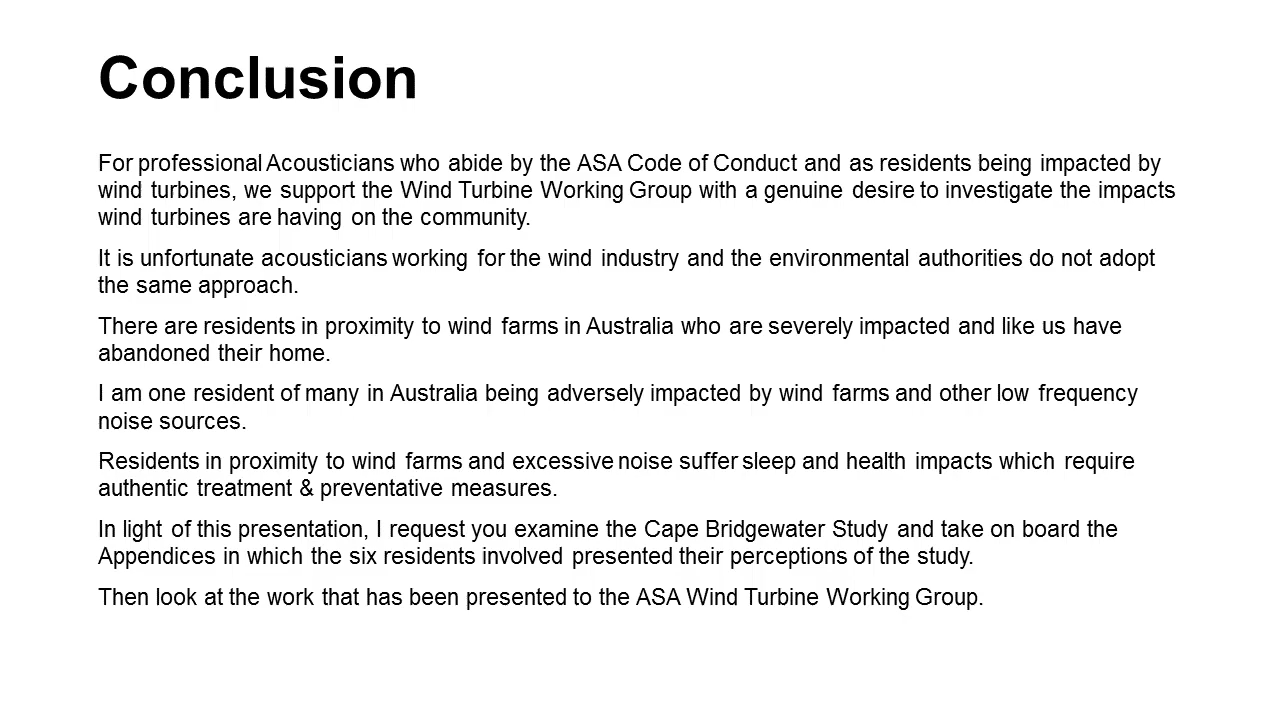 Conclusion
For professional Acousticians who abide by the ASA Code of Conduct and as residents being impacted by
wind turbines, we support the Wind Turbine Working Group with a genuine desire to investigate the impacts
wind turbines are having on the community.
It is unfortunate acousticians working for the wind industry and the environmental authorities do not adopt
the same approach.
There are residents in proximity to wind farms in Australia who are severely impacted and like us have
abandoned their home.
I am one resident of many in Australia being adversely impacted by wind farms and other low frequency
noise sources.
Residents in proximity to wind farms and excessive noise suffer sleep and health impacts which require
authentic treatment & preventative measures.
In light of this presentation, I request you examine the Cape Bridgewater Study and take on board the
Appendices in which the six residents involved presented their perceptions of the study.
Then look at the work that has been presented to the ASA Wind Turbine Working Group.